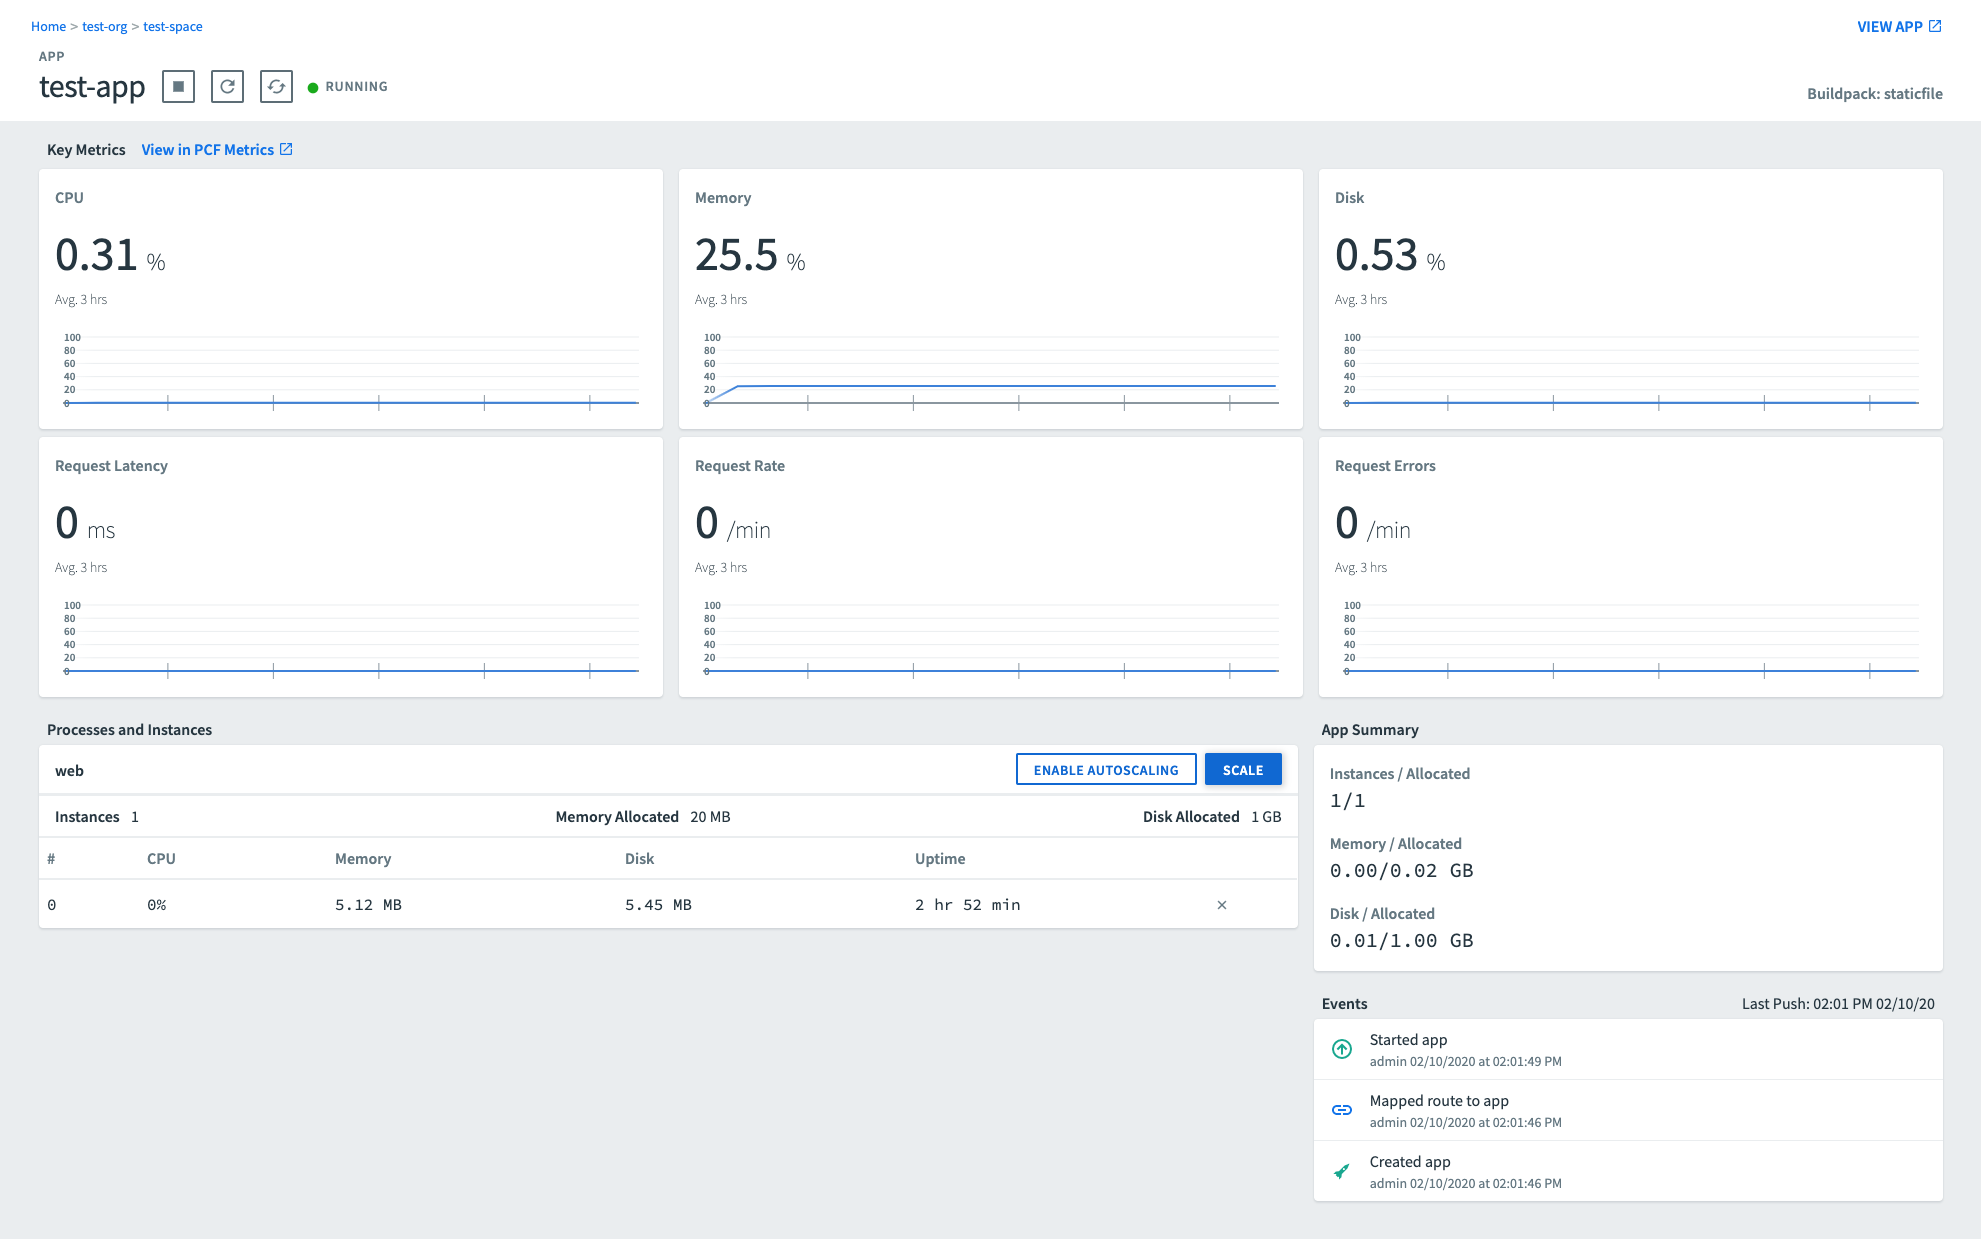 Home > test-org > test-space
VIEW APP
APP
test-app
RUNNING
Buildpack: staticfile
Key Metrics View in PCF Metrics
CPU
0.31 %
Avg. 3 hrs
100
80
60
40
20
0
Memory
25.5 %
Avg. 3 hrs
100
80
60
40
20
0
Disk
0.53 %
Avg. 3 hrs
100
80
60
40
20
0
Request Latency
0 ms
Avg. 3 hrs
100
80
60
40
20
0
Request Rate
0 /min
Avg. 3 hrs
100
80
60
40
20
0
Request Errors
0 /min
Avg. 3 hrs
100
80
60
40
20
0
Processes and Instances
web
ENABLE AUTOSCALING
SCALE
Instances 1 Memory Allocated 20 MB Disk Allocated 1 GB
# CPU Memory Disk Uptime
0 0% 5.12 MB 5.45 MB 2 hr 52 min
App Summary
Instances / Allocated
1/1
Memory / Allocated
0.00/0.02 GB
Disk / Allocated
0.01/1.00 GB
Events Last Push: 02:01 PM 02/10/20
Started app
admin 02/10/2020 at 02:01:49 PM
Mapped route to app
admin 02/10/2020 at 02:01:46 PM
Created app
admin 02/10/2020 at 02:01:46 PM